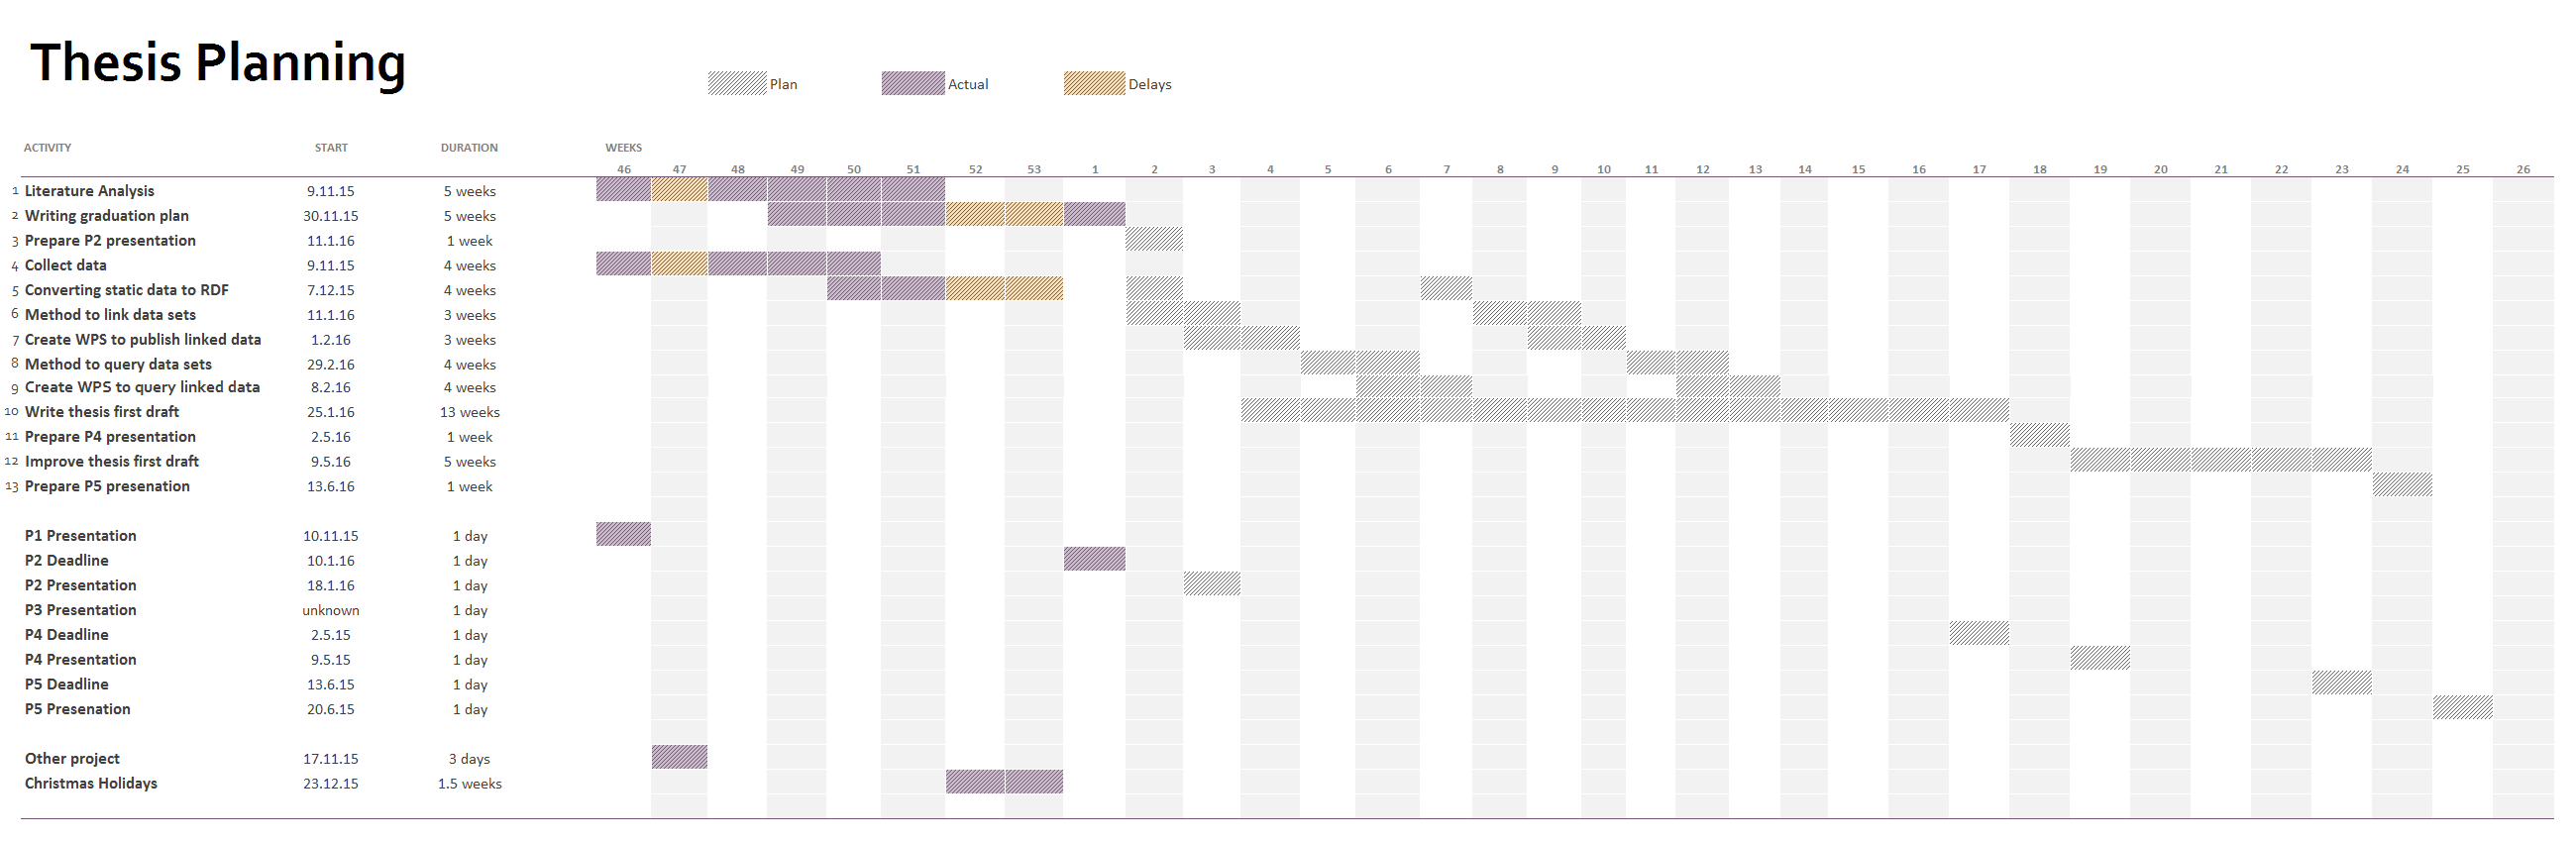 Thesis Planning
Plan Actual Delays
ACTIVITY START DURATION WEEKS
46 47 48 49 50 51 52 53 1 2 3 4 5 6 7 8 9 10 11 12 13 14 15 16 17 18 19 20 21 22 23 24 25 26
1 Literature Analysis 9.11.15 5 weeks
2 Writing graduation plan 30.11.15 5 weeks
3 Prepare P2 presentation 11.1.16 1 week
4 Collect data 9.11.15 4 weeks
5 Converting static data to RDF 7.12.15 4 weeks
6 Method to link data sets 11.1.16 3 weeks
7 Create WPS to publish linked data 1.2.16 3 weeks
8 Method to query data sets 29.2.16 4 weeks
9 Create WPS to query linked data 8.2.16 4 weeks
10 Write thesis first draft 25.1.16 13 weeks
11 Prepare P4 presentation 2.5.16 1 week
12 Improve thesis first draft 9.5.16 5 weeks
13 Prepare P5 presenation 13.6.16 1 week
P1 Presentation 10.11.15 1 day
P2 Deadline 10.1.16 1 day
P2 Presentation 18.1.16 1 day
P3 Presentation unknown 1 day
P4 Deadline 2.5.15 1 day
P4 Presentation 9.5.15 1 day
P5 Deadline 13.6.15 1 day
P5 Presenation 20.6.15 1 day
Other project 17.11.15 3 days
Christmas Holidays 23.12.15 1.5 weeks